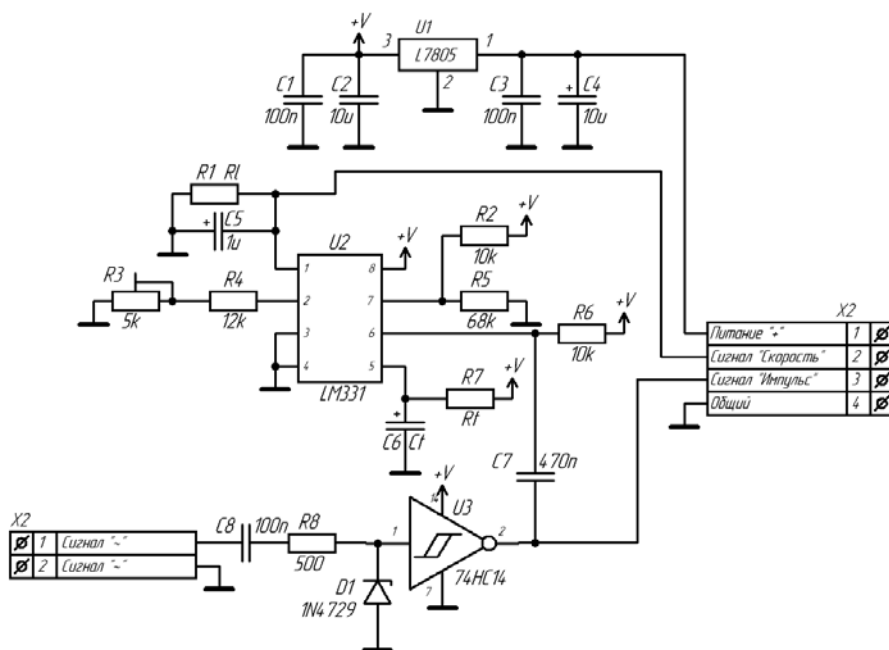 +V
U1
3
L7805
1
2
C1
100n
C2
10u
C3
100n
+
C4
10u
R1 Rl
+
C5
1u
U2
+V
R2
+V
10k
R3
5k
R4
12k
1
2
3
4
8
7
6
5
LM331
R5
68k
R6
+V
10k
R7
+V
Rt
+
C6
Ct
X2
Питание "+"
1
Сигнал "Скорость"
2
Сигнал "Импульс"
3
Общий
4
C7
470n
+V
14
U3
1
2
7
74HC14
X2
1
Сигнал "~"
2
Сигнал "~"
C8
100n
R8
500
D1
1N4729